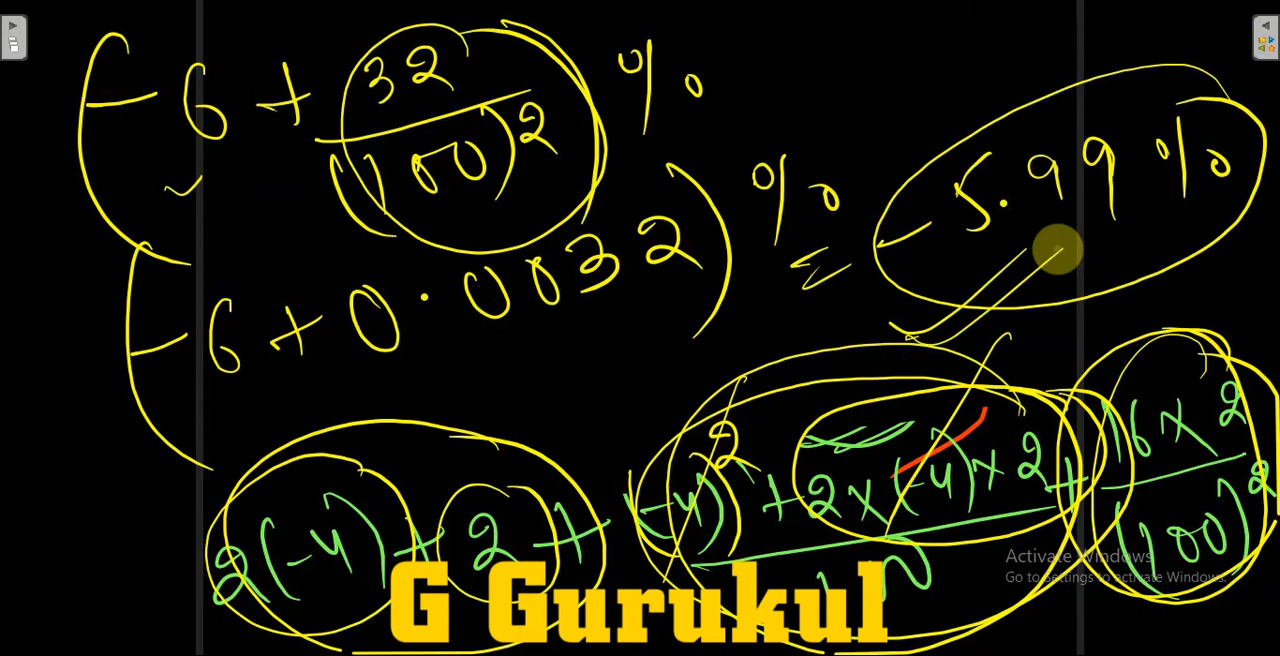 (-6 + 32/(100)^2 %
(-6 + 0.0032) % = -5.99 %
2(-4) + 2 + (-4)^2 + 2×(-4)×2 / + 16×2/(100)^2
Activate Windows
Go to Settings to activate Windows.
G Gurukul